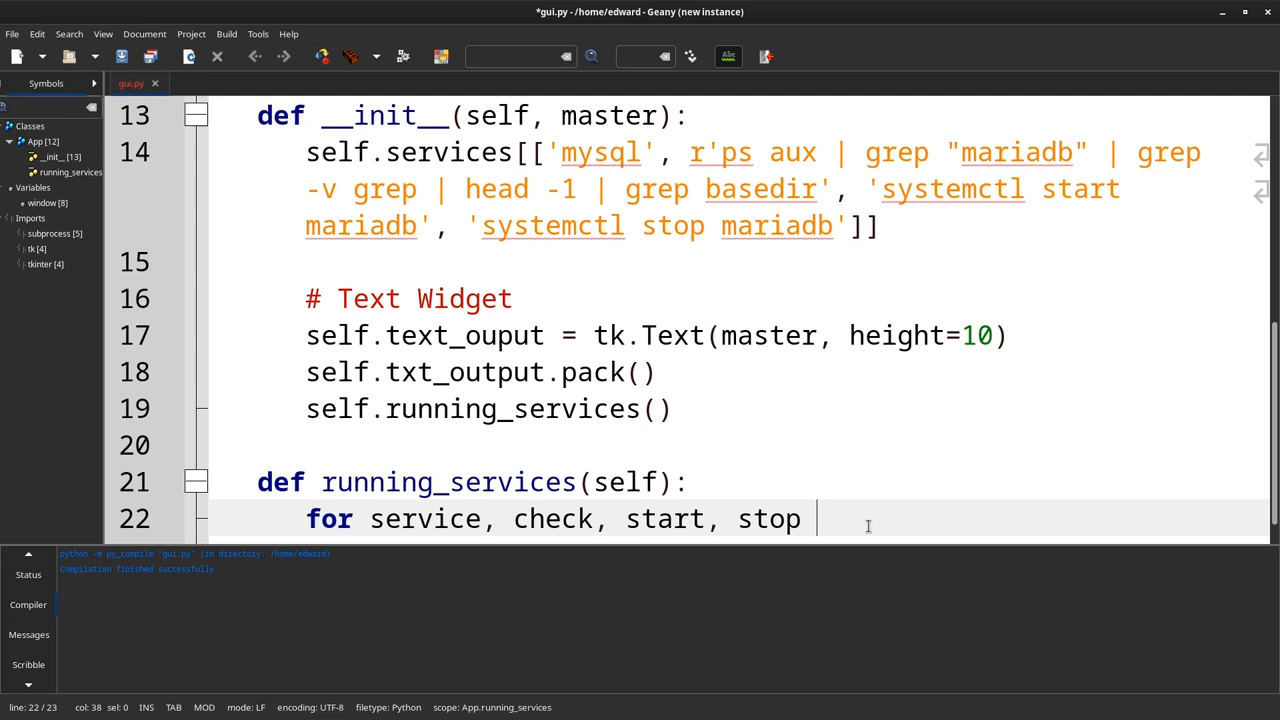 *gui.py - /home/edward - Geany (new instance)
File Edit Search View Document Project Build Tools Help
Abc
Symbols
gui.py
Classes
App [12]
__init__ [13]
running_services
Variables
window [8]
Imports
subprocess [5]
tk [4]
tkinter [4]
13 def __init__(self, master):
14 self.services[['mysql', r'ps aux | grep "mariadb" | grep
-v grep | head -1 | grep basedir', 'systemctl start
mariadb', 'systemctl stop mariadb']]
15
16 # Text Widget
17 self.text_ouput = tk.Text(master, height=10)
18 self.txt_output.pack()
19 self.running_services()
20
21 def running_services(self):
22 for service, check, start, stop
Status
Compiler
Messages
Scribble
python -m py_compile "gui.py" (in directory: /home/edward)
Compilation finished successfully.
line: 22 / 23 col: 38 sel: 0 INS TAB MOD mode: LF encoding: UTF-8 filetype: Python scope: App.running_services